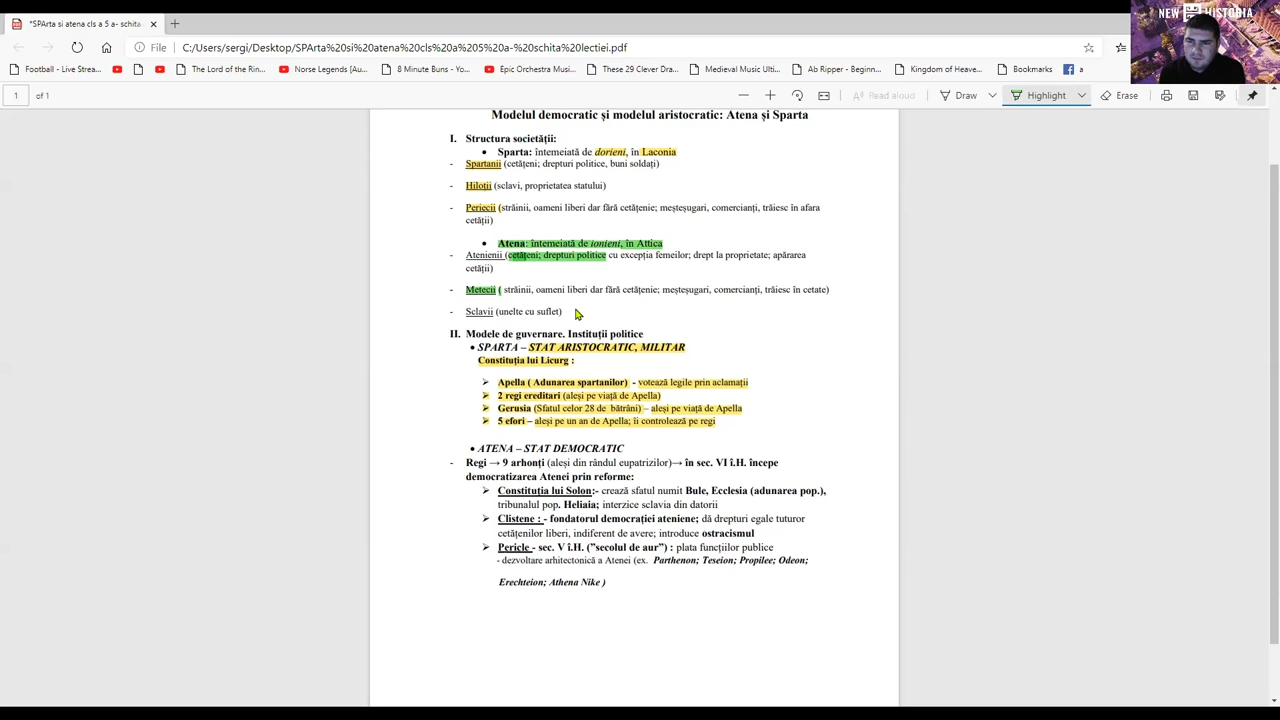 *SPArta si atena cls a 5 a- schita
NEW HISTORIA
File
C:/Users/sergi/Desktop/SPArta%20si%20atena%20cls%20a%205%20a-%20schita%20lectiei.pdf
Football - Live Strea...
The Lord of the Rin...
Norse Legends [Au...
8 Minute Buns - Yo...
Epic Orchestra Musi...
These 29 Clever Dra...
Medieval Music Ulti...
Ab Ripper - Beginn...
Kingdom of Heave...
Bookmarks
a
1 of 1
Read aloud
Draw
Highlight
Erase
Modelul democratic și modelul aristocratic: Atena și Sparta
I. Structura societății:
• Sparta: întemeiată de dorieni, în Laconia
- Spartanii (cetățeni; drepturi politice, buni soldați)
- Hiloții (sclavi, proprietatea statului)
- Periecii (străinii, oameni liberi dar fără cetățenie; meșteșugari, comercianți, trăiesc în afara
cetății)
• Atena: întemeiată de ionieni, în Attica
- Atenienii (cetățeni; drepturi politice cu excepția femeilor; drept la proprietate; apărarea
cetății)
- Metecii ( străinii, oameni liberi dar fără cetățenie; meșteșugari, comercianți, trăiesc în cetate)
- Sclavii (unelte cu suflet)
II. Modele de guvernare. Instituții politice
• SPARTA – STAT ARISTOCRATIC, MILITAR
Constituția lui Licurg :
➢ Apella ( Adunarea spartanilor) - votează legile prin aclamații
➢ 2 regi ereditari (aleși pe viață de Apella)
➢ Gerusia (Sfatul celor 28 de bătrâni) – aleși pe viață de Apella
➢ 5 efori – aleși pe un an de Apella; îi controlează pe regi
• ATENA – STAT DEMOCRATIC
- Regi → 9 arhonți (aleși din rândul eupatrizilor)→ în sec. VI î.H. începe
democratizarea Atenei prin reforme:
➢ Constituția lui Solon:- crează sfatul numit Bule, Ecclesia (adunarea pop.),
tribunalul pop. Heliaia; interzice sclavia din datorii
➢ Clistene : - fondatorul democrației ateniene; dă drepturi egale tuturor
cetățenilor liberi, indiferent de avere; introduce ostracismul
➢ Pericle - sec. V î.H. (”secolul de aur”) : plata funcțiilor publice
- dezvoltare arhitectonică a Atenei (ex. Parthenon; Teseion; Propilee; Odeon;
Erechteion; Athena Nike )